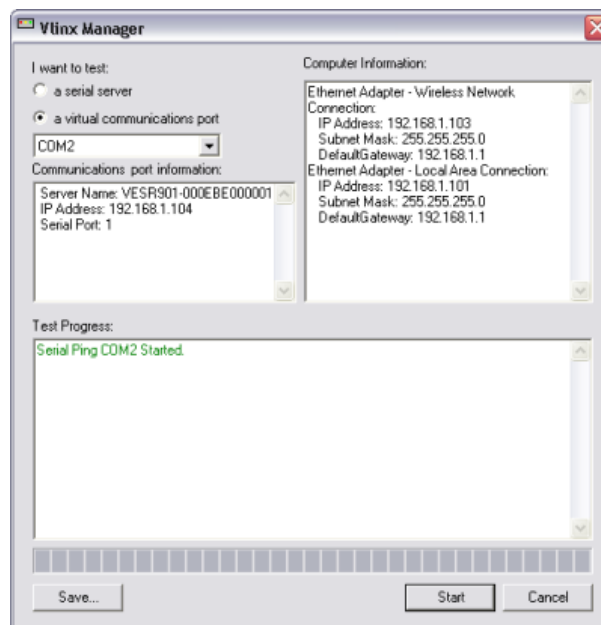 Vlinx Manager
I want to test:
a serial server
a virtual communications port
COM2
Communications port information:
Server Name: VESR901-000EBE000001
IP Address: 192.168.1.104
Serial Port: 1
Computer Information:
Ethernet Adapter - Wireless Network
Connection:
IP Address: 192.168.1.103
Subnet Mask: 255.255.255.0
DefaultGateway: 192.168.1.1
Ethernet Adapter - Local Area Connection:
IP Address: 192.168.1.101
Subnet Mask: 255.255.255.0
DefaultGateway: 192.168.1.1
Test Progress:
Serial Ping COM2 Started.
Save...
Start
Cancel